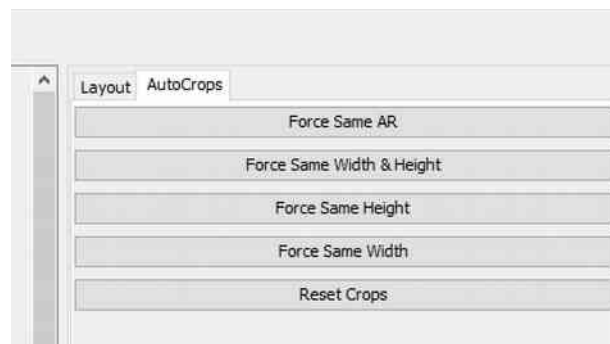 Layout AutoCrops
Force Same AR
Force Same Width & Height
Force Same Height
Force Same Width
Reset Crops